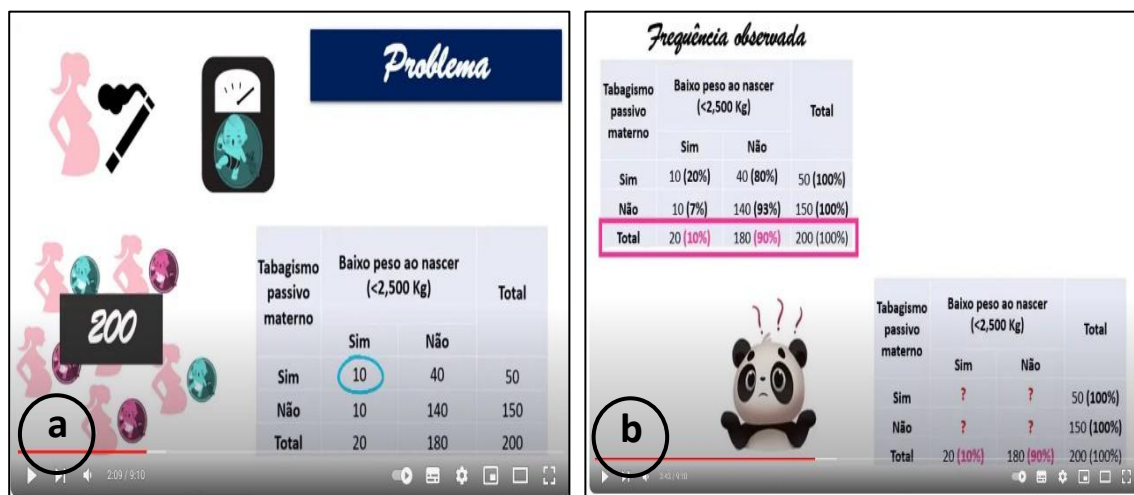 Problema
200
Tabagismo passivo materno
Baixo peso ao nascer (<2,500 Kg)
Total
Sim Não
Sim 10 40 50
Não 10 140 150
Total 20 180 200
a
2:09 / 9:10
Frequência observada
Tabagismo passivo materno
Baixo peso ao nascer (<2,500 Kg)
Total
Sim Não
Sim 10 (20%) 40 (80%) 50 (100%)
Não 10 (7%) 140 (93%) 150 (100%)
Total 20 (10%) 180 (90%) 200 (100%)
? ? ?
Tabagismo passivo materno
Baixo peso ao nascer (<2,500 Kg)
Total
Sim Não
Sim ? ? 50 (100%)
Não ? ? 150 (100%)
Total 20 (10%) 180 (90%) 200 (100%)
b